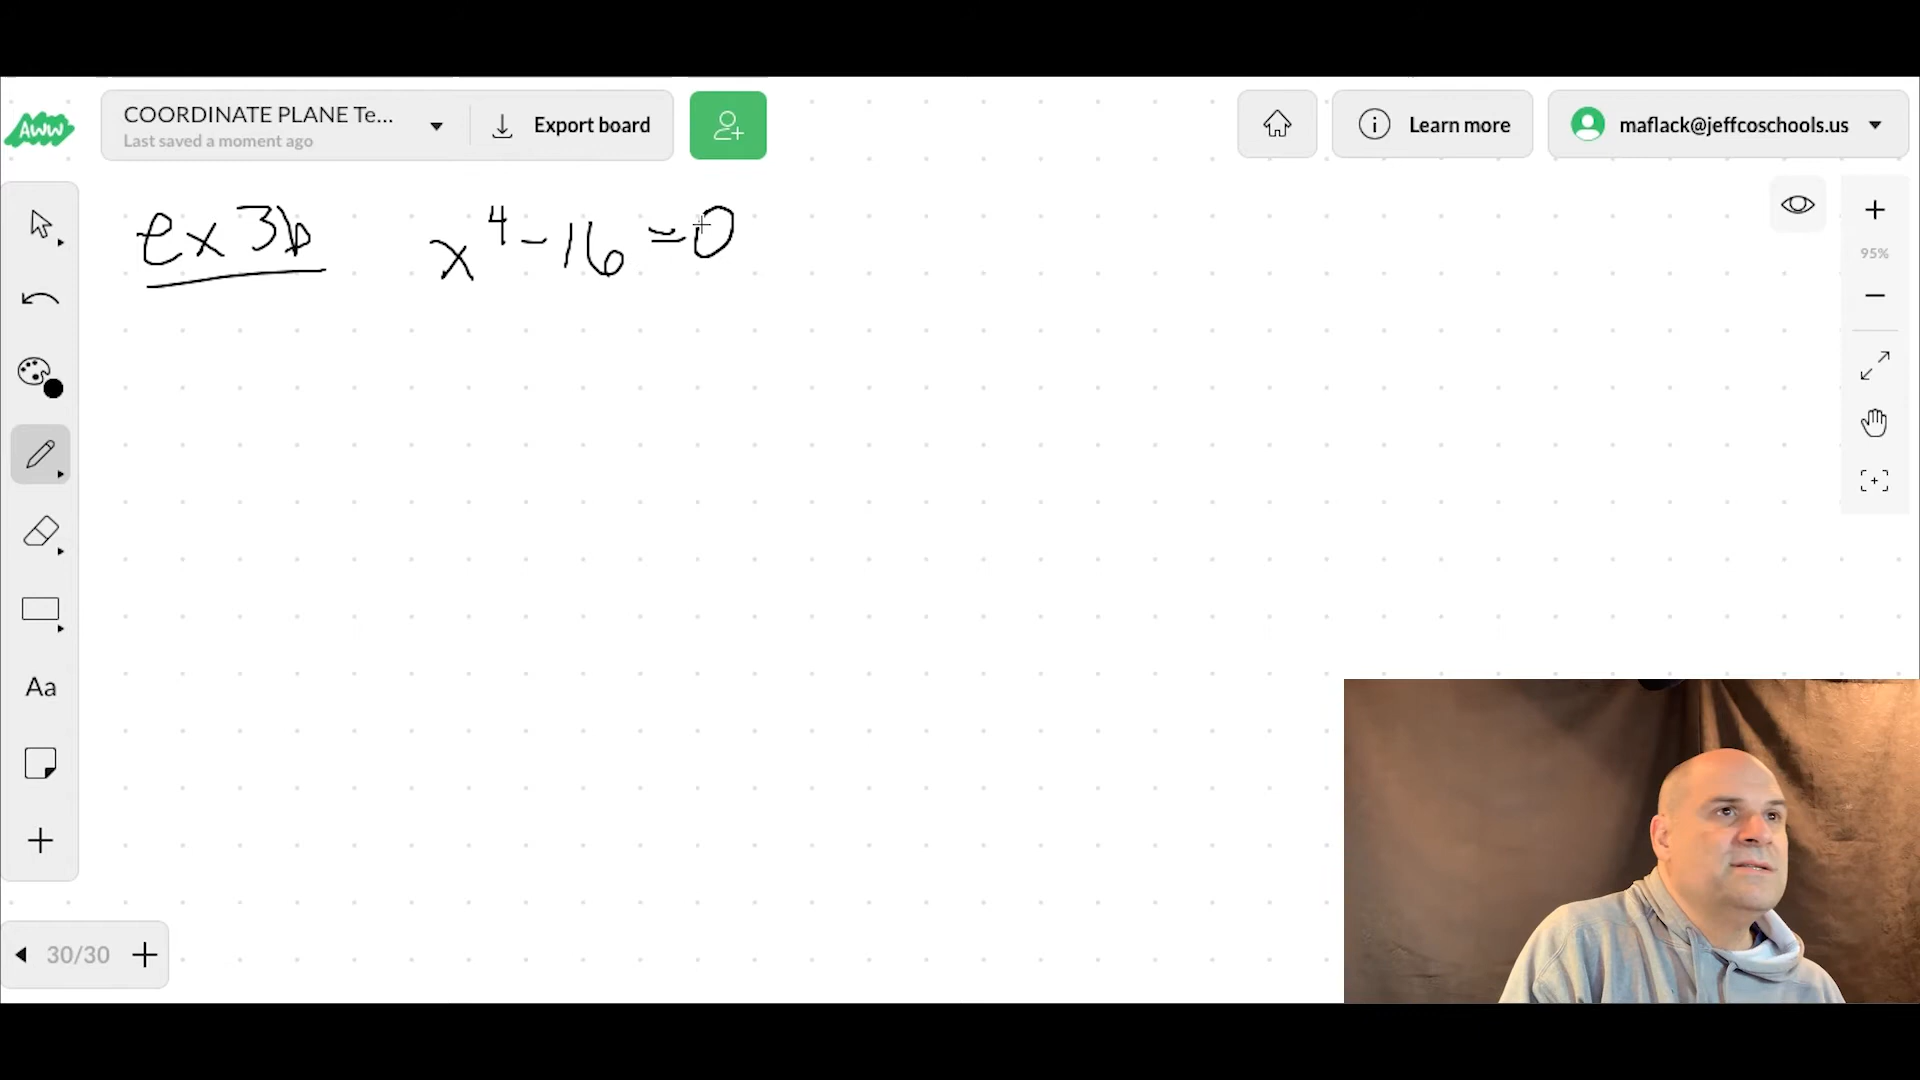 AWW
COORDINATE PLANE Te...
Last saved a moment ago
Export board
Learn more
maflack@jeffcoschools.us
ex 3b x⁴-16=0
95%
Aa
30/30